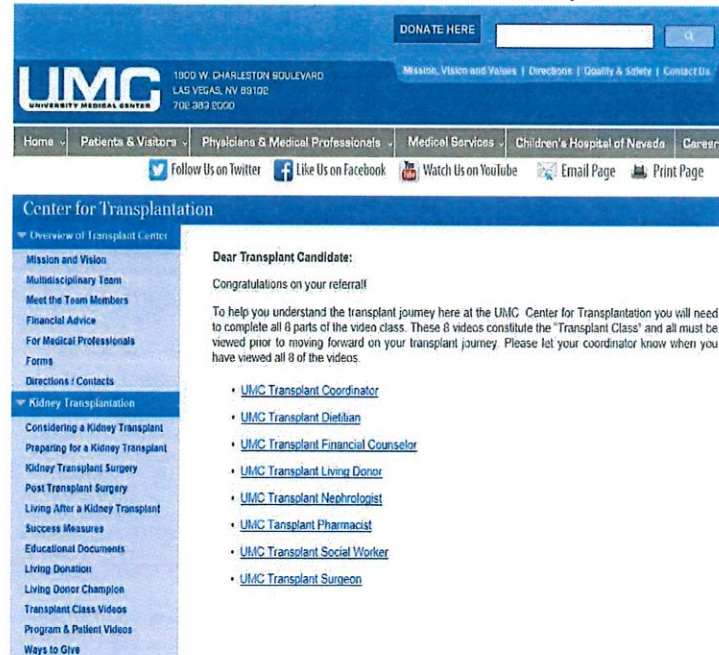 DONATE HERE
UMC
UNIVERSITY MEDICAL CENTER
1800 W. CHARLESTON BOULEVARD
LAS VEGAS, NV 89102
702 383 2000
Mission, Vision and Values | Directions | Quality & Safety | Contact Us
Home Patients & Visitors Physicians & Medical Professionals Medical Services Children's Hospital of Nevada Career
Follow Us on Twitter Like Us on Facebook Watch Us on YouTube Email Page Print Page
Center for Transplantation
Overview of Transplant Center
Mission and Vision
Multidisciplinary Team
Meet the Team Members
Financial Advice
For Medical Professionals
Forms
Directions / Contacts
Kidney Transplantation
Considering a Kidney Transplant
Preparing for a Kidney Transplant
Kidney Transplant Surgery
Post Transplant Surgery
Living After a Kidney Transplant
Success Measures
Educational Documents
Living Donation
Living Donor Champion
Transplant Class Videos
Program & Patient Videos
Ways to Give
Dear Transplant Candidate:
Congratulations on your referral!
To help you understand the transplant journey here at the UMC Center for Transplantation you will need
to complete all 8 parts of the video class. These 8 videos constitute the "Transplant Class" and all must be
viewed prior to moving forward on your transplant journey. Please let your coordinator know when you
have viewed all 8 of the videos.
• UMC Transplant Coordinator
• UMC Transplant Dietitian
• UMC Transplant Financial Counselor
• UMC Transplant Living Donor
• UMC Transplant Nephrologist
• UMC Tansplant Pharmacist
• UMC Transplant Social Worker
• UMC Transplant Surgeon